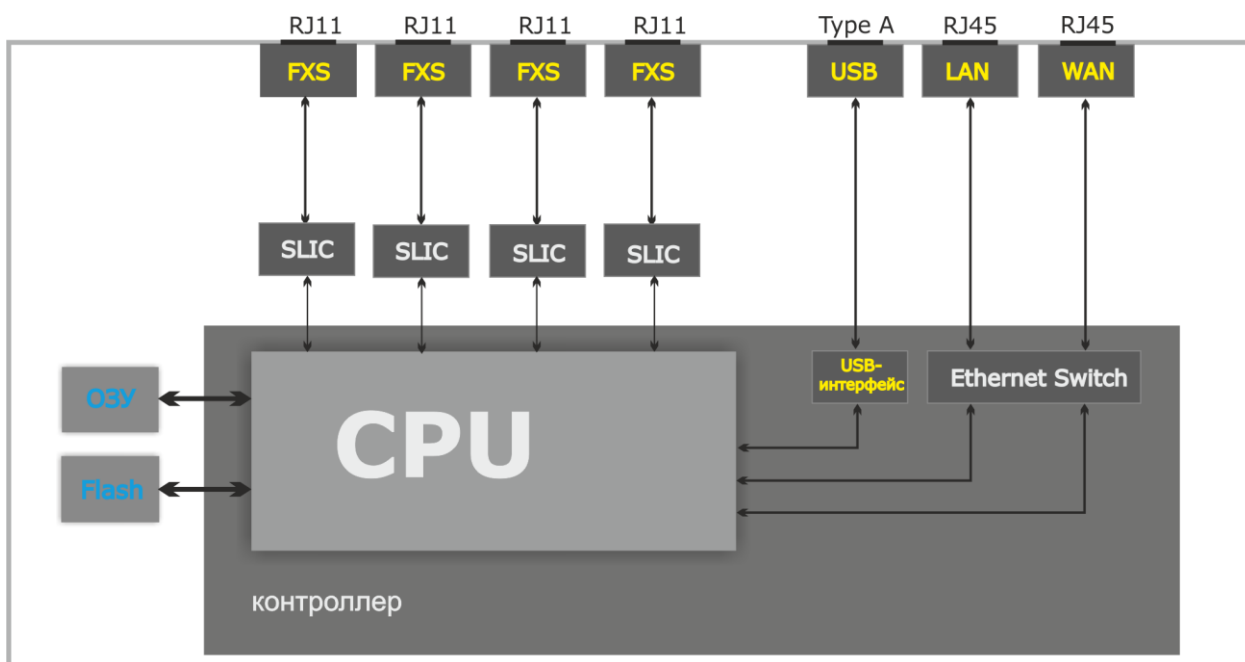 RJ11 RJ11 RJ11 RJ11 Type A RJ45 RJ45
FXS FXS FXS FXS USB LAN WAN
SLIC SLIC SLIC SLIC
USB-
интерфейс
Ethernet Switch
ОЗУ
CPU
Flash
контроллер